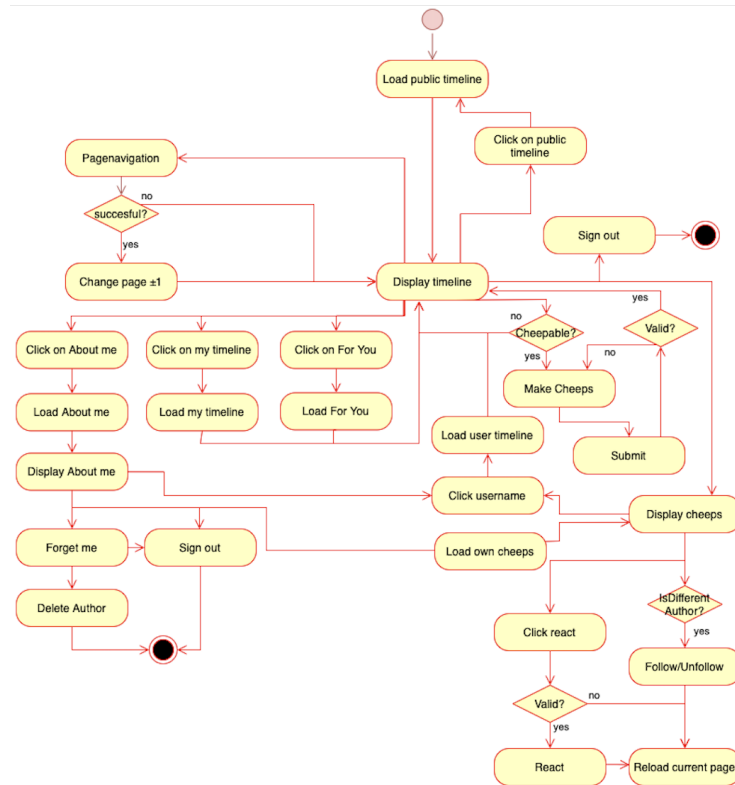 Load public timeline
Click on public
timeline
Pagenavigation
no
succesful?
yes
Sign out
Change page ±1
Display timeline
yes
no
Cheepable?
Valid?
Click on About me
Click on my timeline
Click on For You
yes
no
Make Cheeps
Load About me
Load my timeline
Load For You
Load user timeline
Submit
Display About me
Click username
Display cheeps
Forget me
Sign out
Load own cheeps
Delete Author
IsDifferent
Author?
Click react
yes
Follow/Unfollow
Valid?
no
yes
React
Reload current page